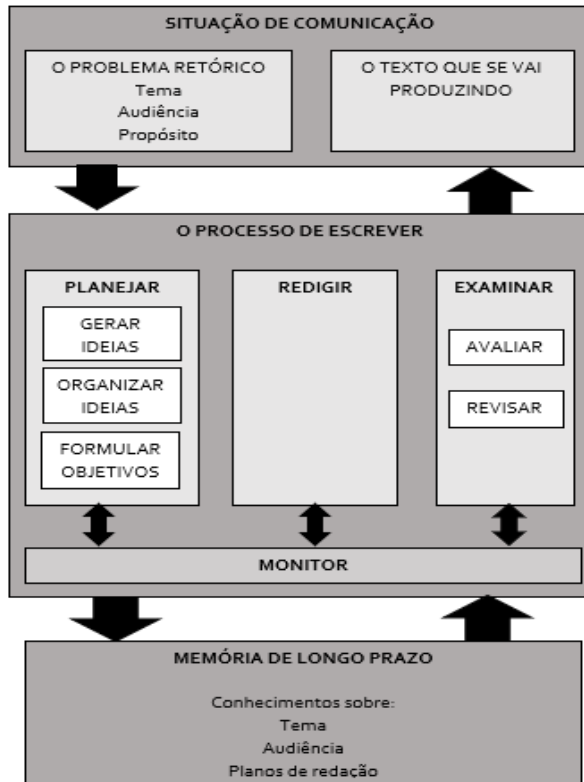 SITUAÇÃO DE COMUNICAÇÃO
O PROBLEMA RETÓRICO
Tema
Audiência
Propósito
O TEXTO QUE SE VAI
PRODUZINDO
O PROCESSO DE ESCREVER
PLANEJAR
GERAR
IDEIAS
ORGANIZAR
IDEIAS
FORMULAR
OBJETIVOS
REDIGIR
EXAMINAR
AVALIAR
REVISAR
MONITOR
MEMÓRIA DE LONGO PRAZO
Conhecimentos sobre:
Tema
Audiência
Planos de redação